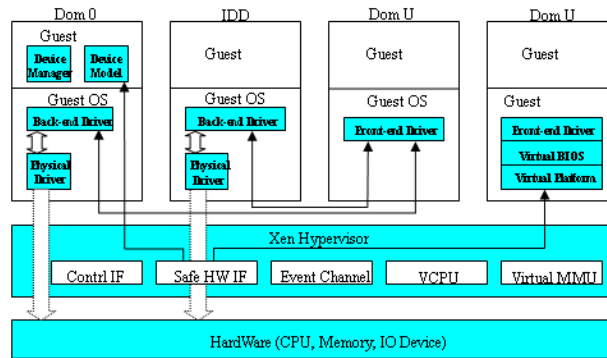 Dom 0
IDD
Dom U
Dom U
Guest
Device
Manager
Device
Model
Guest
Guest
Guest OS
Back-end Driver
Physical
Driver
Guest OS
Back-end Driver
Physical
Driver
Guest OS
Front-end Driver
Guest
Front-end Driver
Virtual BIOS
Virtual Platform
Xen Hypervisor
Contrl IF
Safe HW IF
Event Channel
VCPU
Virtual MMU
HardWare (CPU, Memory, IO Device)